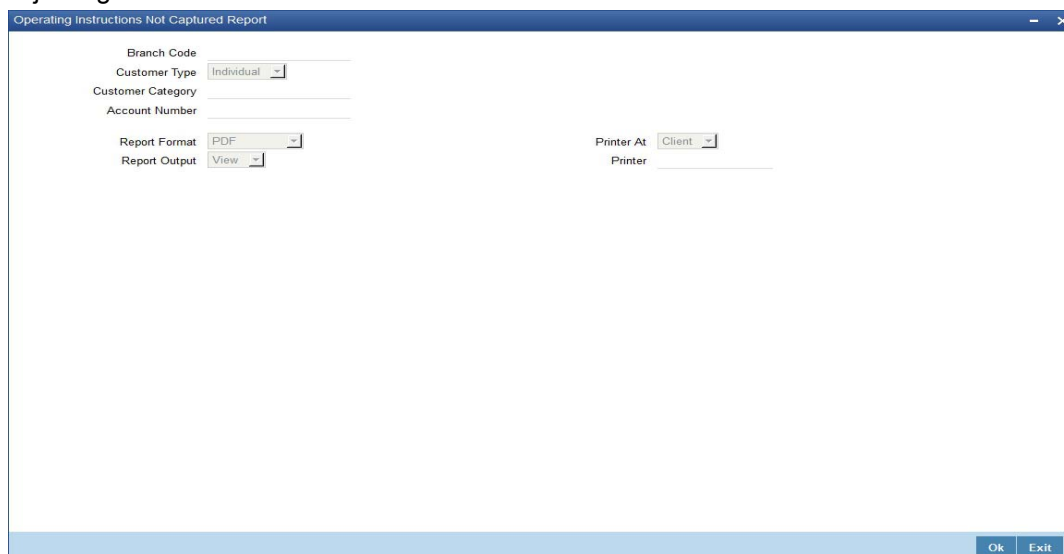 Operating Instructions Not Captured Report
Branch Code
Customer Type Individual
Customer Category
Account Number
Report Format PDF
Printer At Client
Report Output View
Printer
Ok Exit